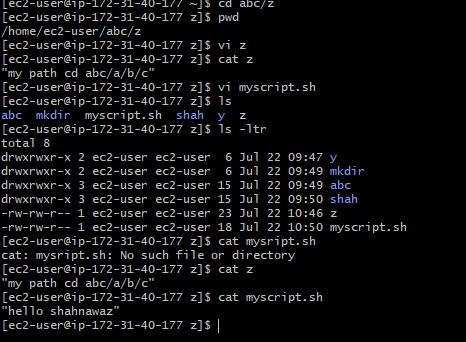 [ec2-user@ip-172-31-40-177 ~]$ cd abc/z
[ec2-user@ip-172-31-40-177 z]$ pwd
/home/ec2-user/abc/z
[ec2-user@ip-172-31-40-177 z]$ vi z
[ec2-user@ip-172-31-40-177 z]$ cat z
"my path cd abc/a/b/c"
[ec2-user@ip-172-31-40-177 z]$ vi myscript.sh
[ec2-user@ip-172-31-40-177 z]$ ls
abc  mkdir  myscript.sh  shah  y  z
[ec2-user@ip-172-31-40-177 z]$ ls -ltr
total 8
drwxrwxr-x 2 ec2-user ec2-user  6 Jul 22 09:47 y
drwxrwxr-x 2 ec2-user ec2-user  6 Jul 22 09:49 mkdir
drwxrwxr-x 3 ec2-user ec2-user 15 Jul 22 09:49 abc
drwxrwxr-x 3 ec2-user ec2-user 15 Jul 22 09:50 shah
-rw-rw-r-- 1 ec2-user ec2-user 23 Jul 22 10:46 z
-rw-rw-r-- 1 ec2-user ec2-user 18 Jul 22 10:50 myscript.sh
[ec2-user@ip-172-31-40-177 z]$ cat mysript.sh
cat: mysript.sh: No such file or directory
[ec2-user@ip-172-31-40-177 z]$ cat z
"my path cd abc/a/b/c"
[ec2-user@ip-172-31-40-177 z]$ cat myscript.sh
"hello shahnawaz"
[ec2-user@ip-172-31-40-177 z]$